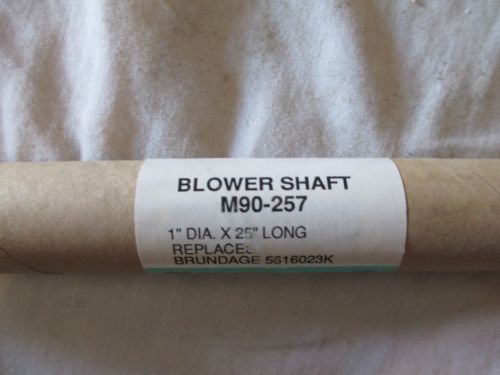 BLOWER SHAFT
M90-257
1" DIA. X 25" LONG
REPLACES
BRUNDAGE 5616023K